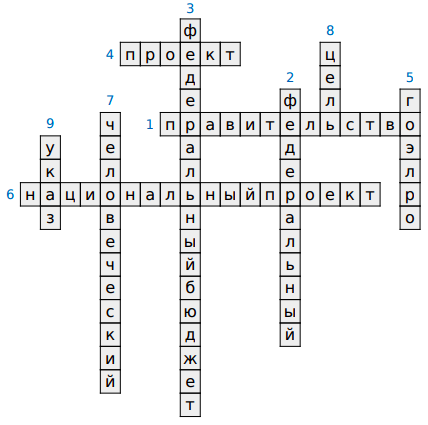 3 федеральныйбюджет
8 цель
4 проект
2 федеральный
5 гоэлро
7 человеческий
9 указ
1 правительство
6 национальныйпроект